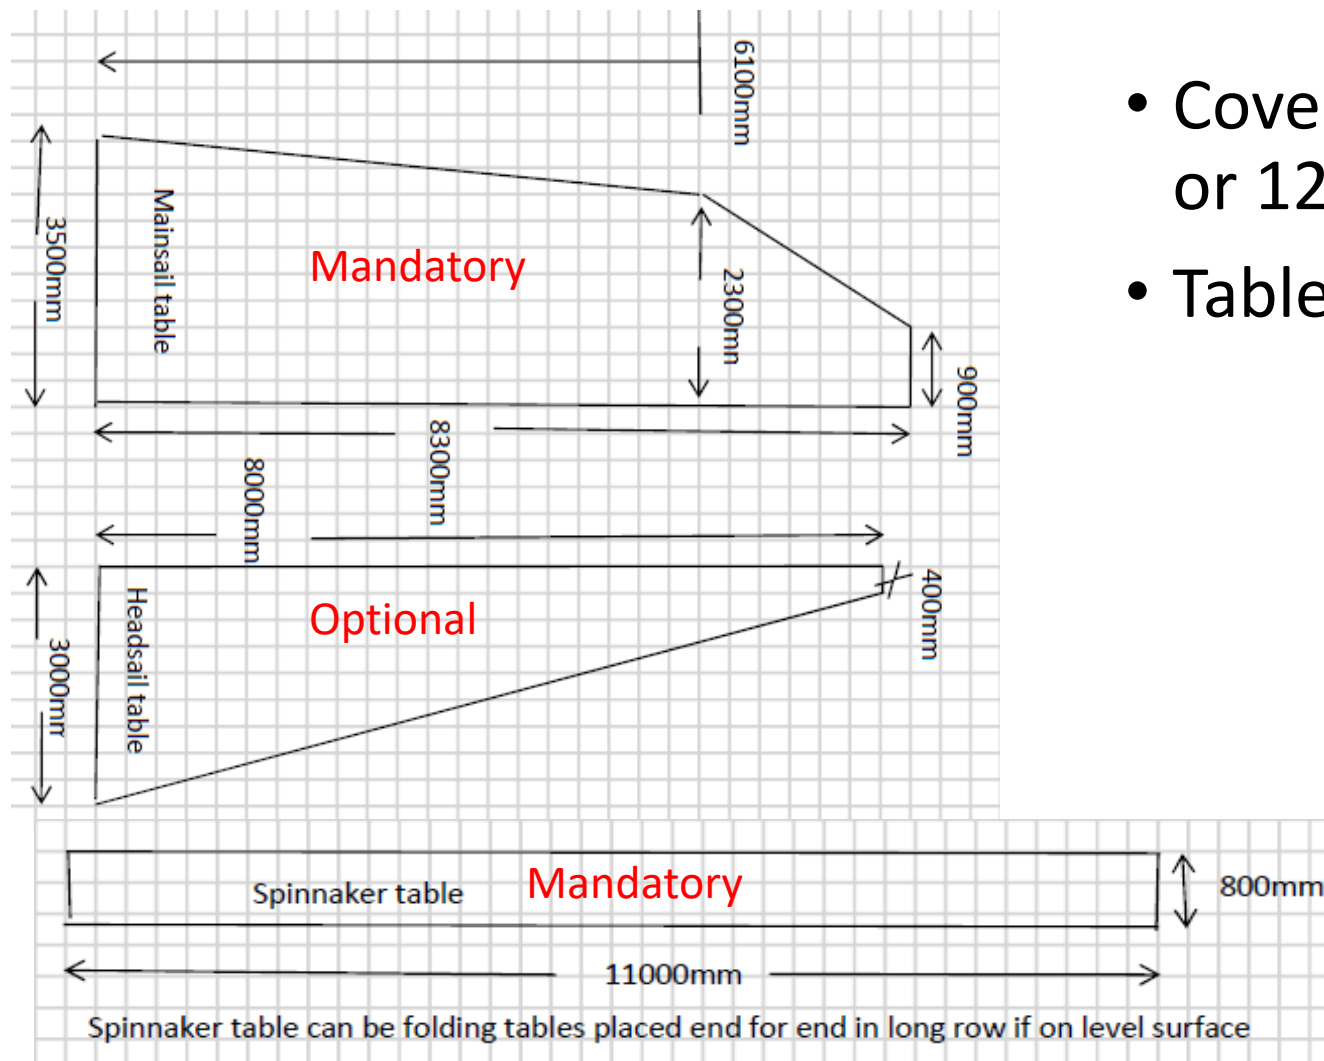 6100mm
3500mm
Mainsail table
Mandatory
2300mn
900mm
8300mm
8000mm
3000mm
Headsail table
Optional
400mm
Spinnaker table
Mandatory
800mm
11000mm
Spinnaker table can be folding tables placed end for end in long row if on level surface
• Cove
or 12
• Table